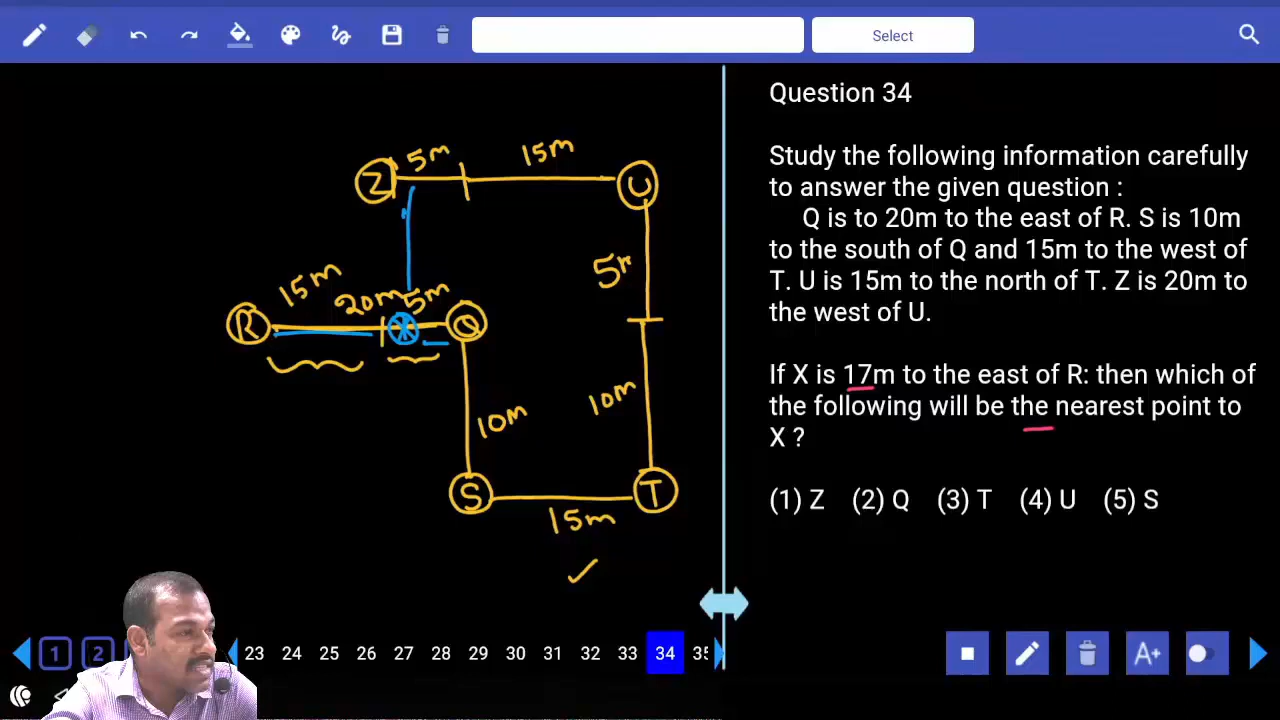 Select
Question 34
Study the following information carefully
to answer the given question :
Q is to 20m to the east of R. S is 10m
to the south of Q and 15m to the west of
T. U is 15m to the north of T. Z is 20m to
the west of U.
If X is 17m to the east of R: then which of
the following will be the nearest point to
X ?
(1) Z (2) Q (3) T (4) U (5) S
Z 5m 15m U
5m
R 15m 20m 5m Q
10m 10m
S 15m T
1 2 23 24 25 26 27 28 29 30 31 32 33 34 35
A+